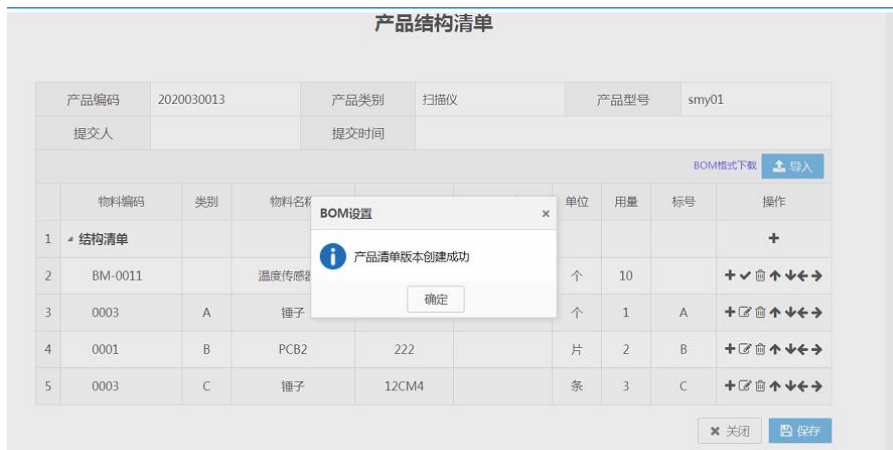 产品结构清单
产品编码 2020030013 产品类别 扫描仪 产品型号 smy01
提交人 提交时间
BOM格式下载 导入
物料编码 类别 物料名称 单位 用量 标号 操作
1 结构清单
2 BM-0011 温度传感器 个 10
3 0003 A 锤子 个 1 A
4 0001 B PCB2 222 片 2 B
5 0003 C 锤子 12CM4 条 3 C
BOM设置 ×
产品清单版本创建成功
确定
关闭 保存